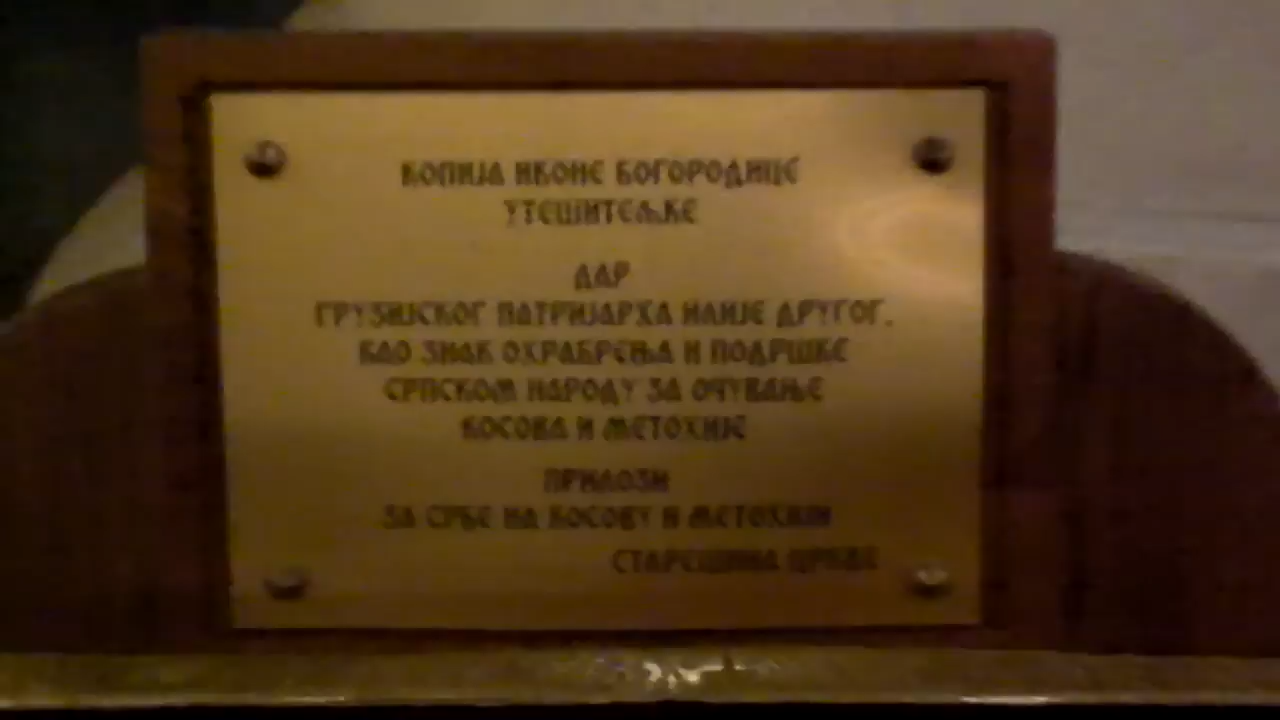 КОПИЈА ИКОНЕ БОГОРОДИЦЕ
УТЕШИТЕЉКЕ
ДАР
ГРУЗИЈСКОГ ПАТРИЈАРХА ИЛИЈЕ ДРУГОГ,
КАО ЗНАК ОХРАБРЕЊА И ПОДРШКЕ
СРПСКОМ НАРОДУ ЗА ОЧУВАЊЕ
КОСОВА И МЕТОХИЈЕ
ПРИЛОЗИ
ЗА СРБЕ НА КОСОВУ И МЕТОХИЈИ
СТАРЕШИНА ЦРКВЕ